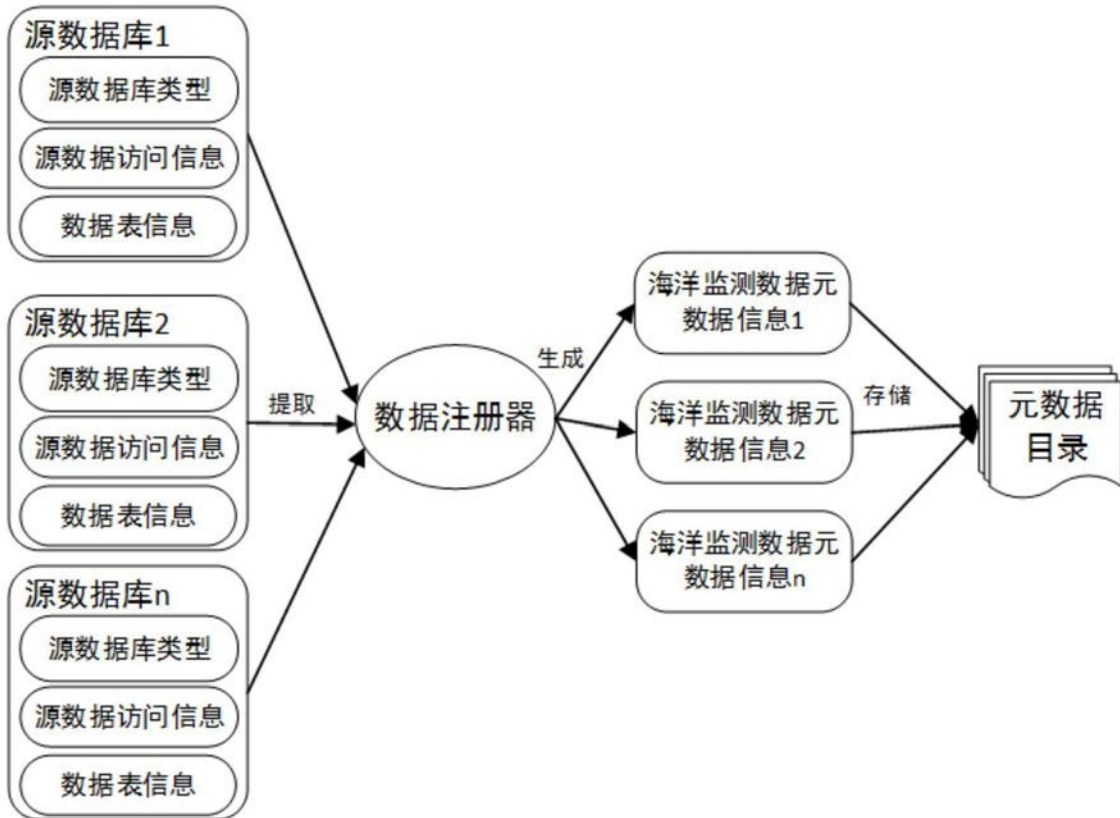 源数据库1
源数据库类型
源数据访问信息
数据表信息
源数据库2
源数据库类型
源数据访问信息
数据表信息
源数据库n
源数据库类型
源数据访问信息
数据表信息
提取
数据注册器
生成
海洋监测数据元
数据信息1
海洋监测数据元
数据信息2
海洋监测数据元
数据信息n
存储
元数据
目录